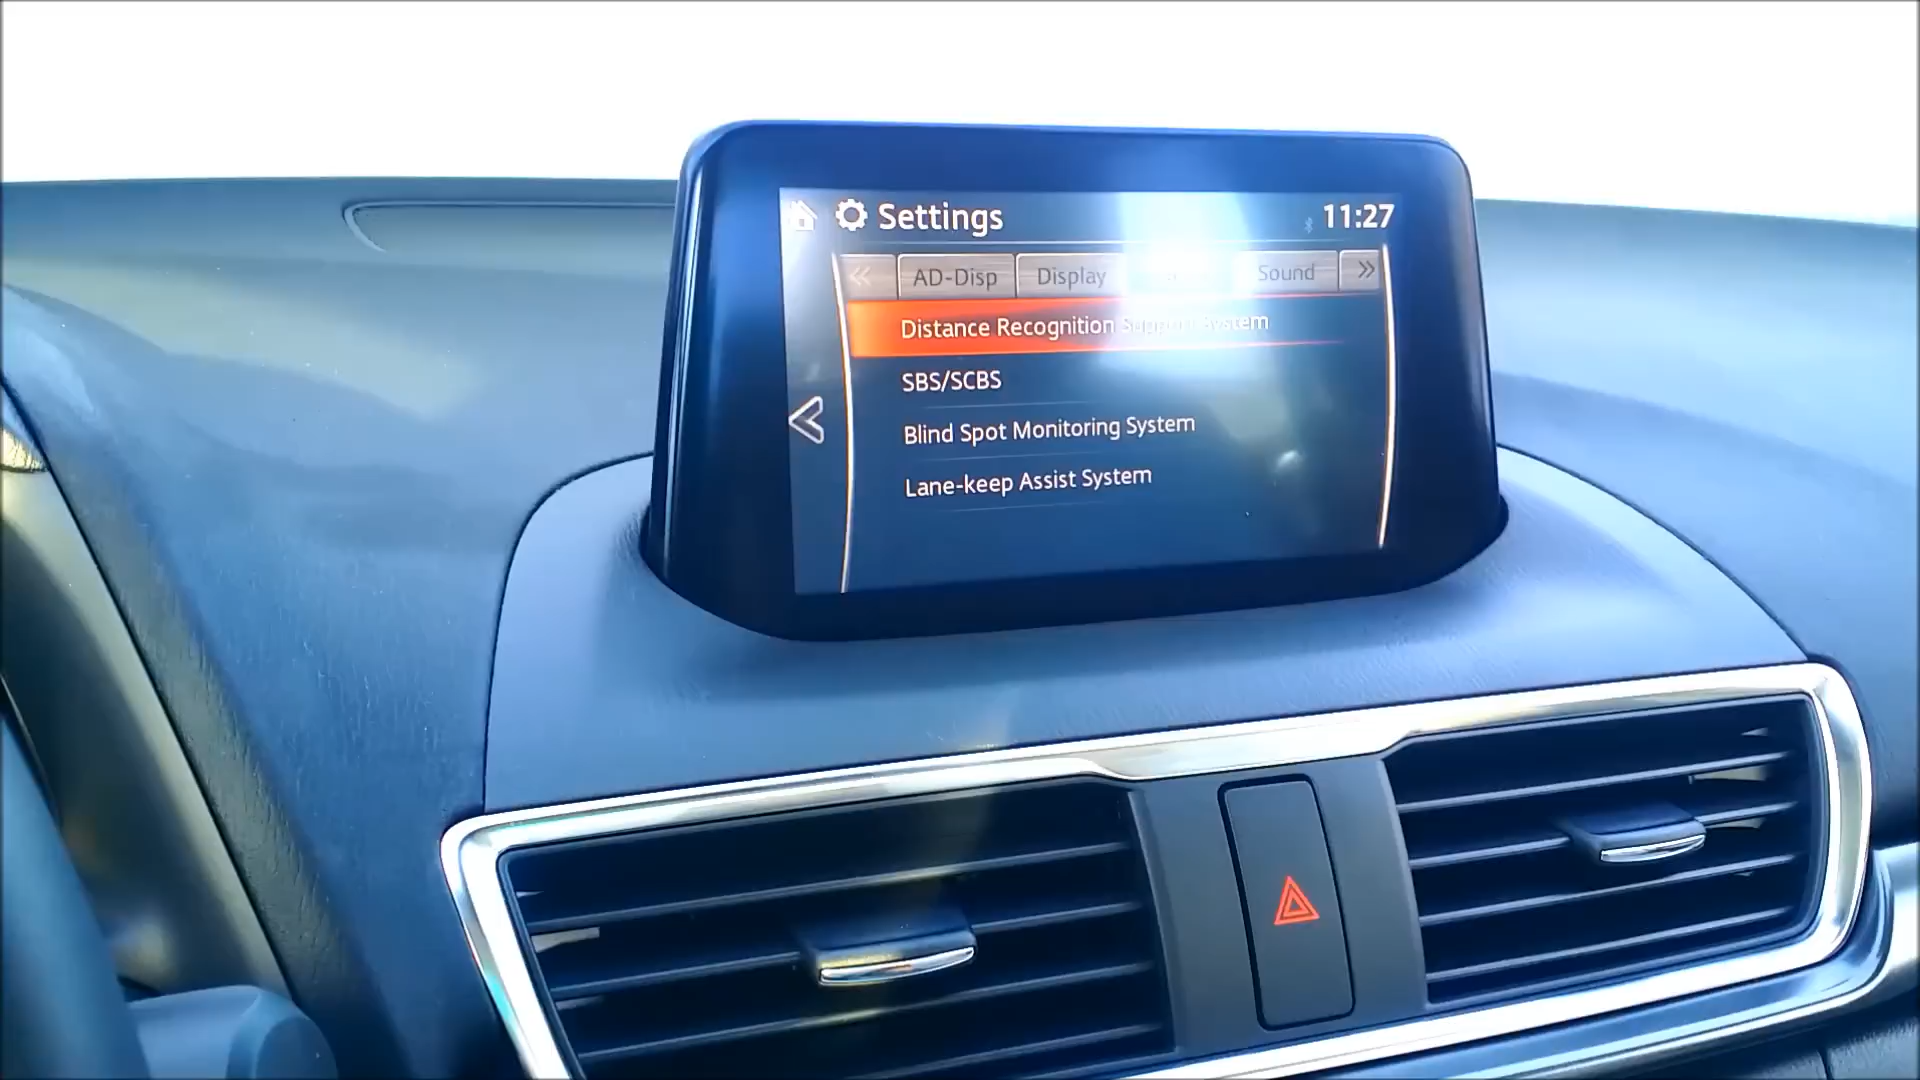 Settings 11:27
AD-Disp Display Sound
Distance Recognition Support System
SBS/SCBS
Blind Spot Monitoring System
Lane-keep Assist System